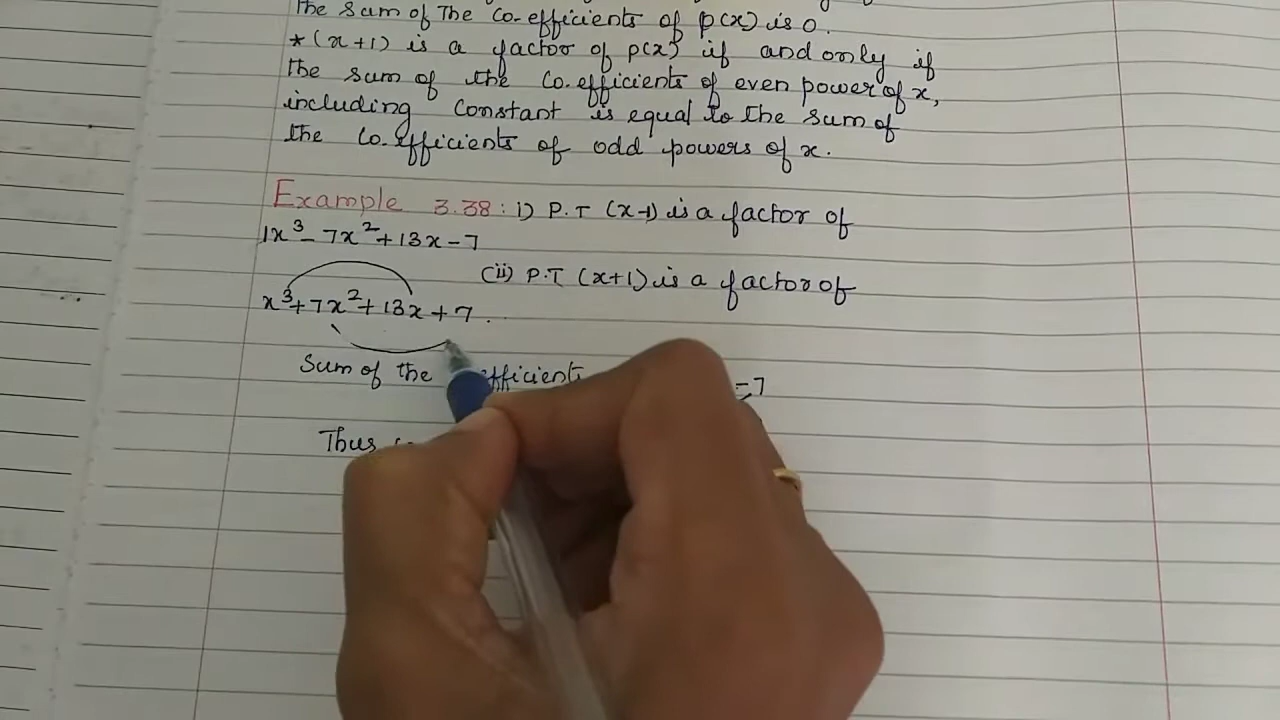 the sum of The Co-efficients of p(x) is 0.
*(x+1) is a factor of p(x) if and only if
the sum of the Co.efficients of even power of x,
including Constant is equal to the sum of
the Co.efficients of odd powers of x.
Example 3.38: i) P.T (x-1) is a factor of
1x³-7x²+13x-7
(ii) P.T (x+1) is a factor of
x³+7x²+13x+7.
Sum of the efficients -7
Thus